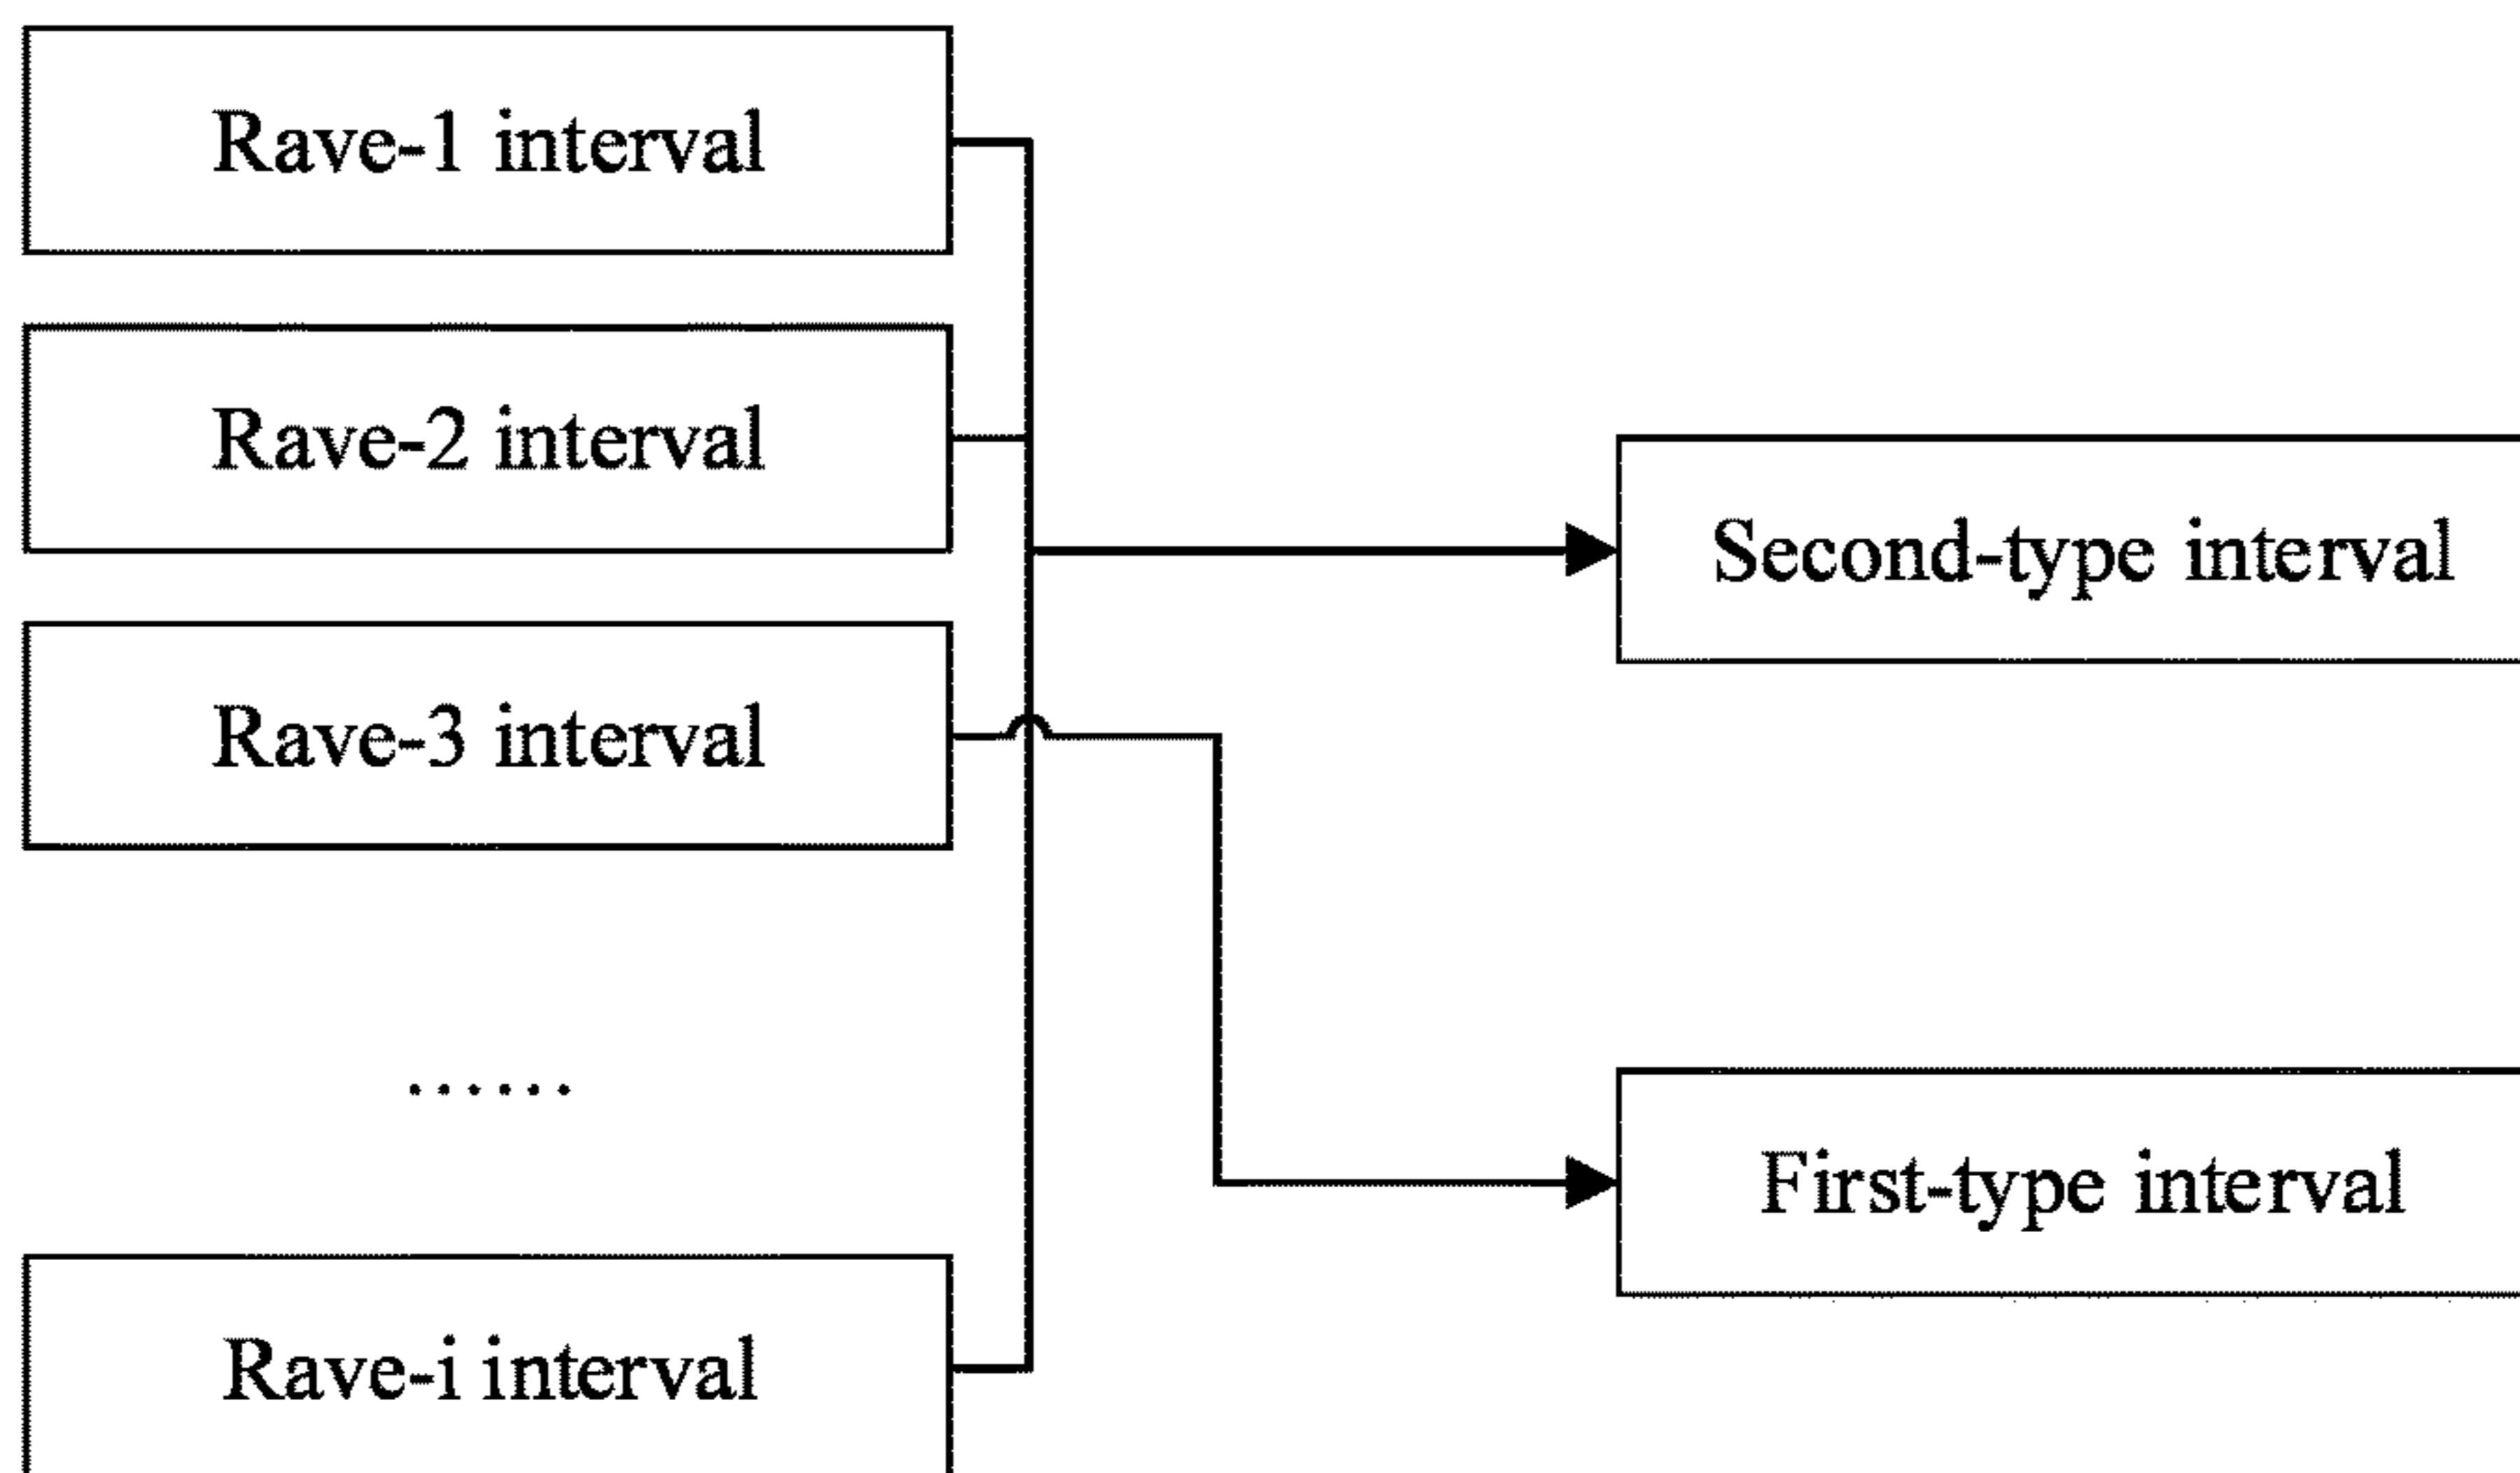 Rave-1 interval
Rave-2 interval
Second-type interval
Rave-3 interval
......
First-type interval
Rave-i interval